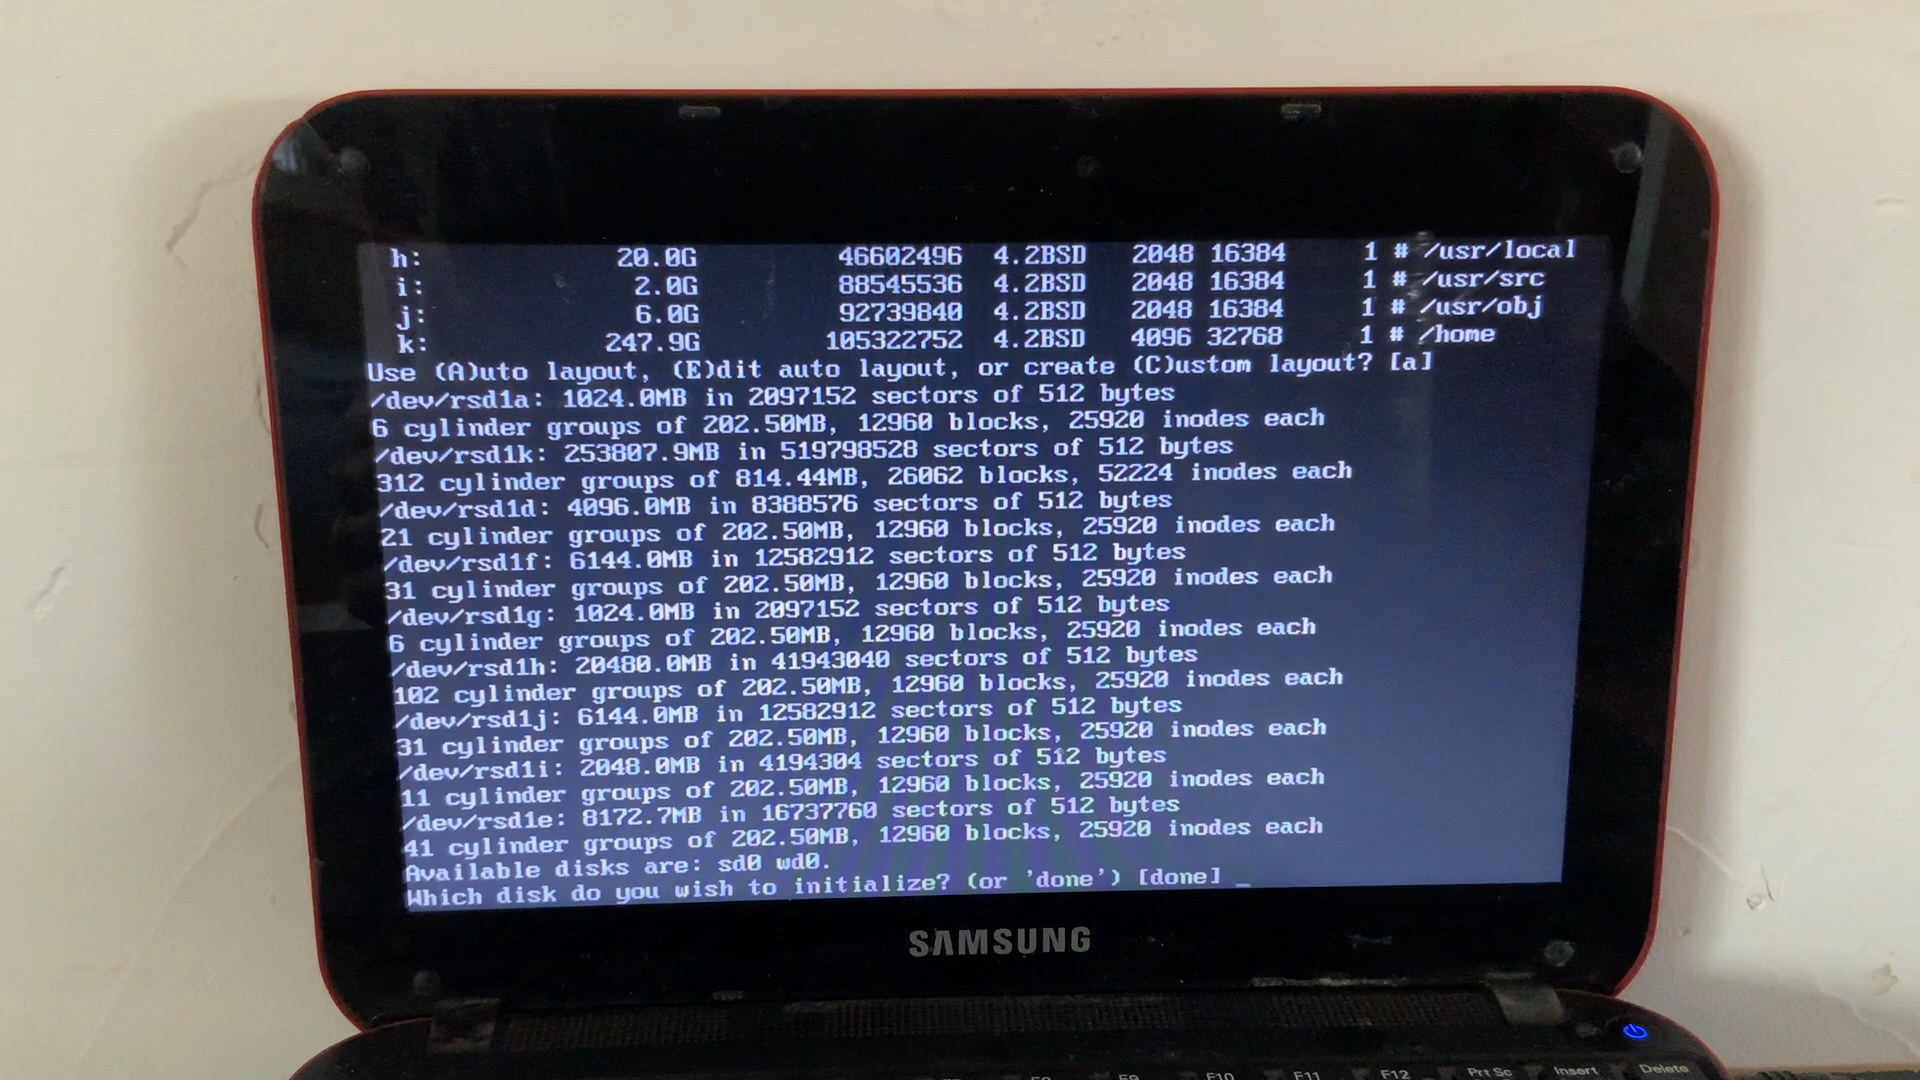 h: 20.0G 46602496 4.2BSD 2048 16384 1 # /usr/local
i: 2.0G 88545536 4.2BSD 2048 16384 1 # /usr/src
j: 6.0G 92739840 4.2BSD 2048 16384 1 # /usr/obj
k: 247.9G 105322752 4.2BSD 4096 32768 1 # /home
Use (A)uto layout, (E)dit auto layout, or create (C)ustom layout? [a]
/dev/rsd1a: 1024.0MB in 2097152 sectors of 512 bytes
6 cylinder groups of 202.50MB, 12960 blocks, 25920 inodes each
/dev/rsd1k: 253807.9MB in 519798528 sectors of 512 bytes
312 cylinder groups of 814.44MB, 26062 blocks, 52224 inodes each
/dev/rsd1d: 4096.0MB in 8388576 sectors of 512 bytes
21 cylinder groups of 202.50MB, 12960 blocks, 25920 inodes each
/dev/rsd1f: 6144.0MB in 12582912 sectors of 512 bytes
31 cylinder groups of 202.50MB, 12960 blocks, 25920 inodes each
/dev/rsd1g: 1024.0MB in 2097152 sectors of 512 bytes
6 cylinder groups of 202.50MB, 12960 blocks, 25920 inodes each
/dev/rsd1h: 20480.0MB in 41943040 sectors of 512 bytes
102 cylinder groups of 202.50MB, 12960 blocks, 25920 inodes each
/dev/rsd1j: 6144.0MB in 12582912 sectors of 512 bytes
31 cylinder groups of 202.50MB, 12960 blocks, 25920 inodes each
/dev/rsd1i: 2048.0MB in 4194304 sectors of 512 bytes
11 cylinder groups of 202.50MB, 12960 blocks, 25920 inodes each
/dev/rsd1e: 8172.7MB in 16737760 sectors of 512 bytes
41 cylinder groups of 202.50MB, 12960 blocks, 25920 inodes each
Available disks are: sd0 wd0.
Which disk do you wish to initialize? (or 'done') [done] _
SAMSUNG
F9 F10 F11 F12 Prt Sc Insert Delete